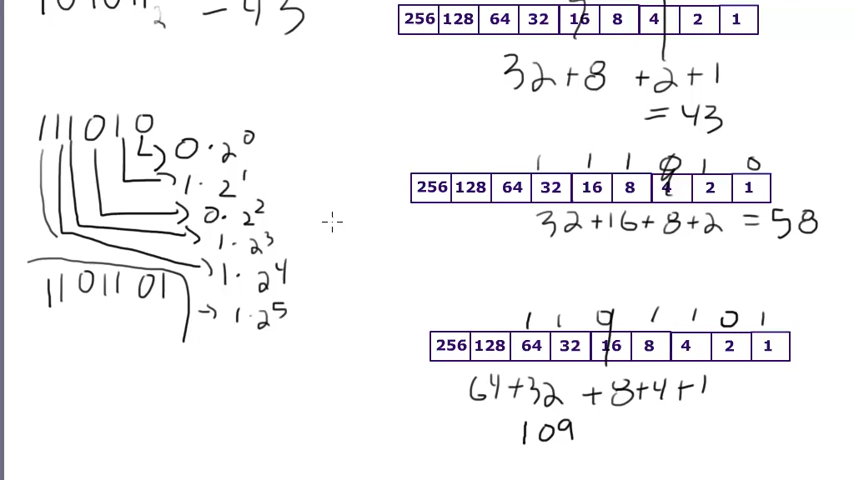 101011₂ = 43
111010
0·2⁰
1·2¹
0·2²
1·2³
1·2⁴
1·2⁵
1101101
256 128 64 32 16 8 4 2 1
32+8 +2+1
= 43
1 1 1 0 1 0
256 128 64 32 16 8 4 2 1
32+16+8+2 = 58
1 1 0 1 1 0 1
256 128 64 32 16 8 4 2 1
64+32 +8+4+1
109